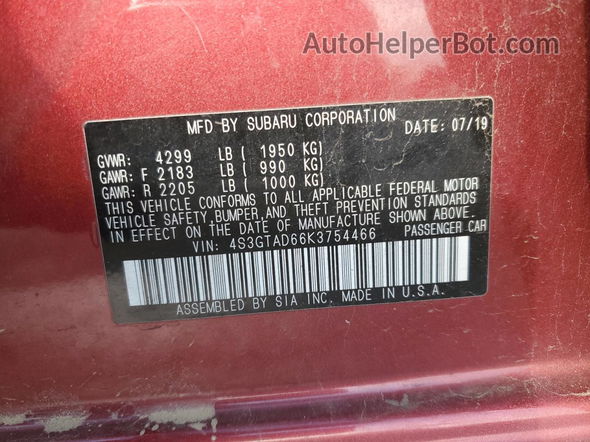 AutoHelperBot.com
MFD BY SUBARU CORPORATION DATE: 07/19
GVWR: 4299 LB ( 1950 KG)
GAWR: F 2183 LB ( 990 KG)
GAWR: R 2205 LB ( 1000 KG)
THIS VEHICLE CONFORMS TO ALL APPLICABLE FEDERAL MOTOR
VEHICLE SAFETY, BUMPER, AND THEFT PREVENTION STANDARDS
IN EFFECT ON THE DATE OF MANUFACTURE SHOWN ABOVE.
VIN: 4S3GTAD66K3754466 PASSENGER CAR
ASSEMBLED BY SIA INC. MADE IN U.S.A.